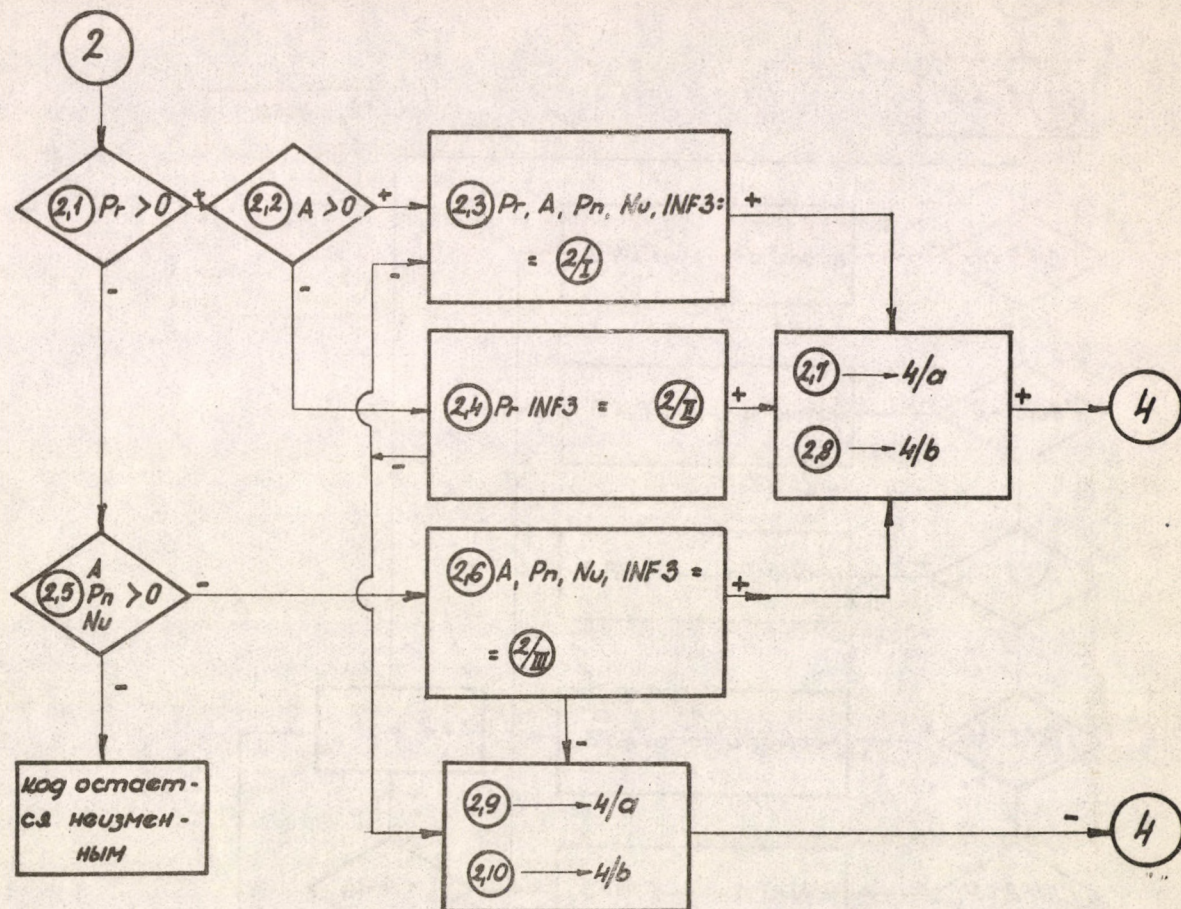 2
2,1 Pr > 0
+
2,2 A > 0
+
2,3 Pr, A, Pn, Nu, INF3 =
= 2/I
+
-
-
-
2,4 Pr INF3 = 2/II
+
-
2,7 → 4/a
2,8 → 4/b
+
4
A
2,5 Pn > 0
Nu
-
2,6 A, Pn, Nu, INF3 =
= 2/III
+
-
-
код остает-
ся неизмен-
ным
2,9 → 4/a
2,10 → 4/b
-
4